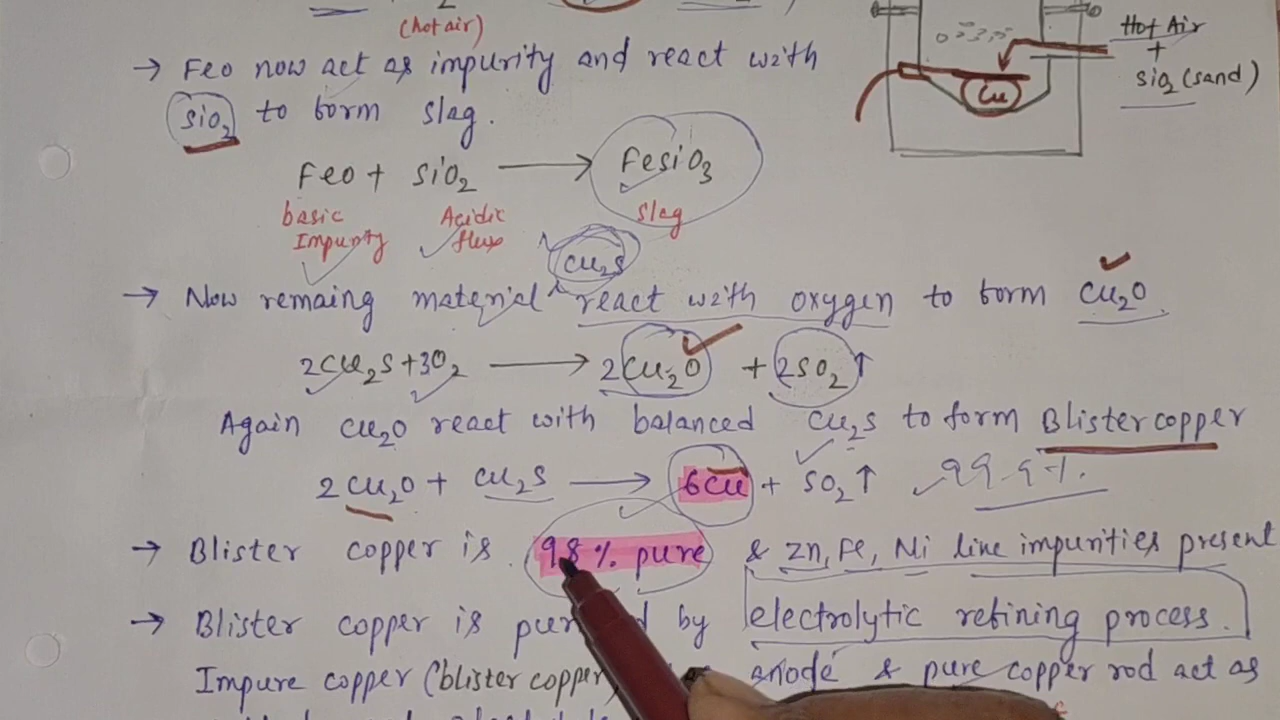 (hot air)
→ FeO now act as impurity and react with
SiO₂ to form slag.
Hot Air
+
SiO₂ (sand)
Cu
FeO + SiO₂ ⟶ FeSiO₃
basic Impurity
Acidic flux
Slag
Cu₂S
→ Now remaing material ^ react with oxygen to form Cu₂O
2Cu₂S + 3O₂ ⟶ 2Cu₂O + 2SO₂↑
Again Cu₂O react with balanced Cu₂S to form Blister copper
2Cu₂O + Cu₂S ⟶ 6Cu + SO₂↑ 99.9%.
→ Blister copper is 98% pure & Zn, Fe, Ni line impurities present
→ Blister copper is by electrolytic refining process.
Impure copper (blister copper) anode & pure copper rod act as